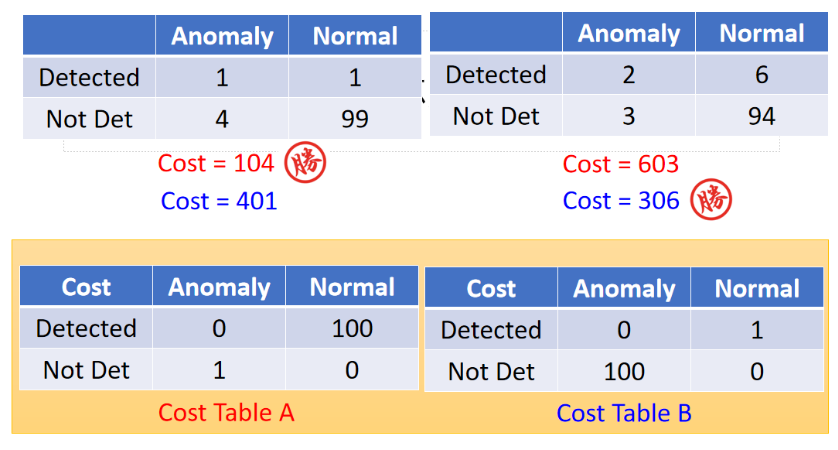 Anomaly Normal
Detected 1 1
Not Det 4 99
Cost = 104 勝
Cost = 401
Anomaly Normal
Detected 2 6
Not Det 3 94
Cost = 603
Cost = 306 勝
Cost Anomaly Normal
Detected 0 100
Not Det 1 0
Cost Table A
Cost Anomaly Normal
Detected 0 1
Not Det 100 0
Cost Table B